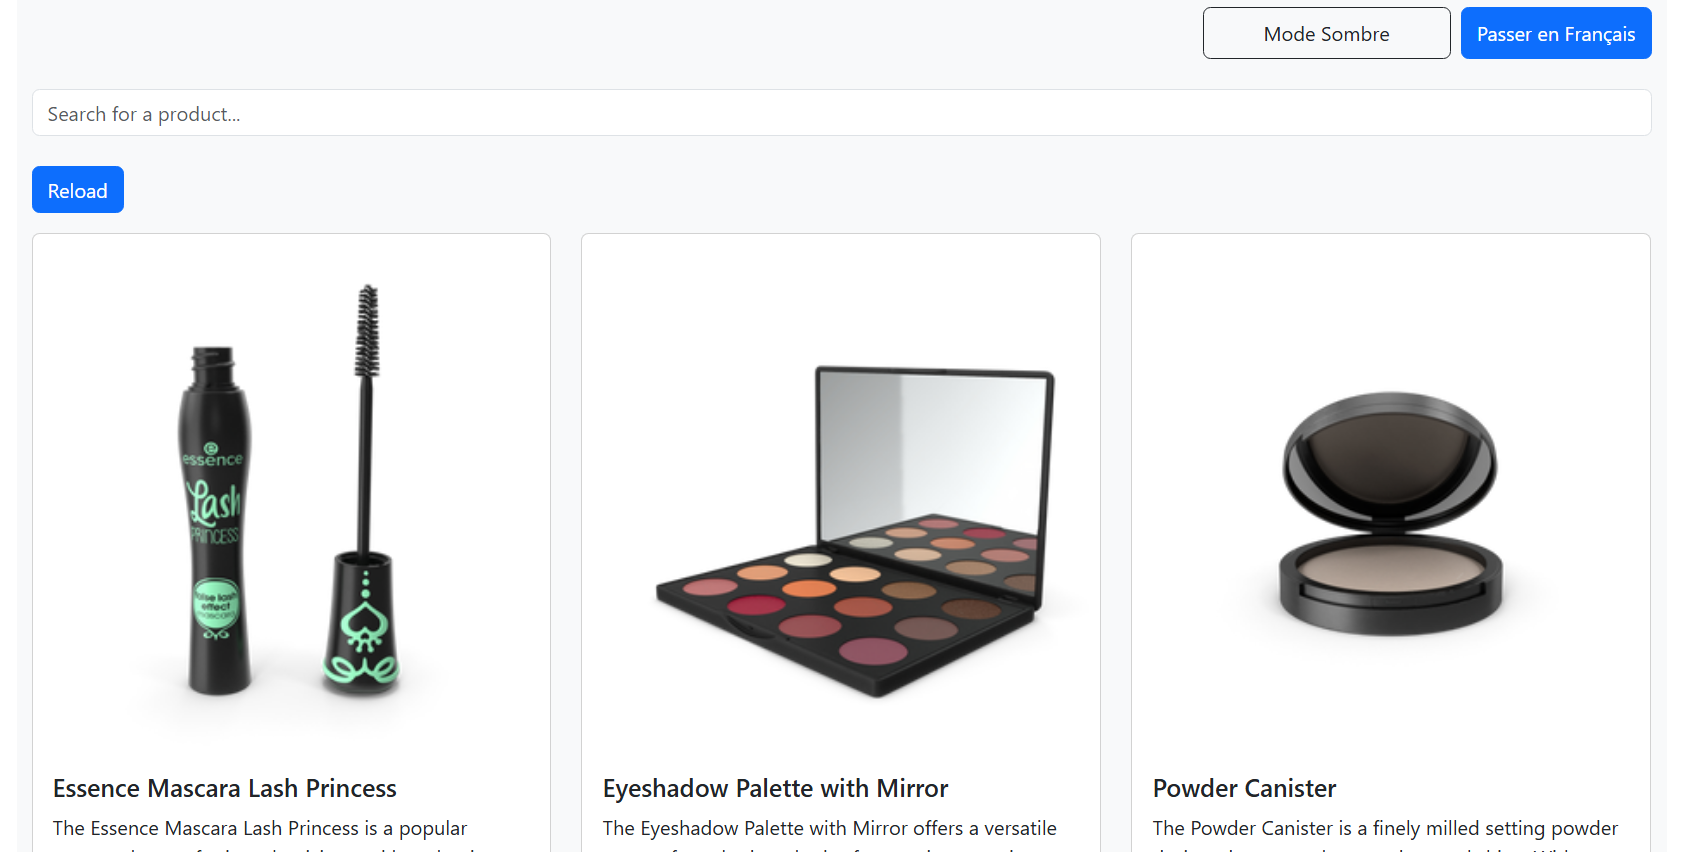 Mode Sombre
Passer en Français
Search for a product...
Reload
essence
Lash
PRINCESS
false lash
effect
mascara
Essence Mascara Lash Princess
The Essence Mascara Lash Princess is a popular
Eyeshadow Palette with Mirror
The Eyeshadow Palette with Mirror offers a versatile
Powder Canister
The Powder Canister is a finely milled setting powder